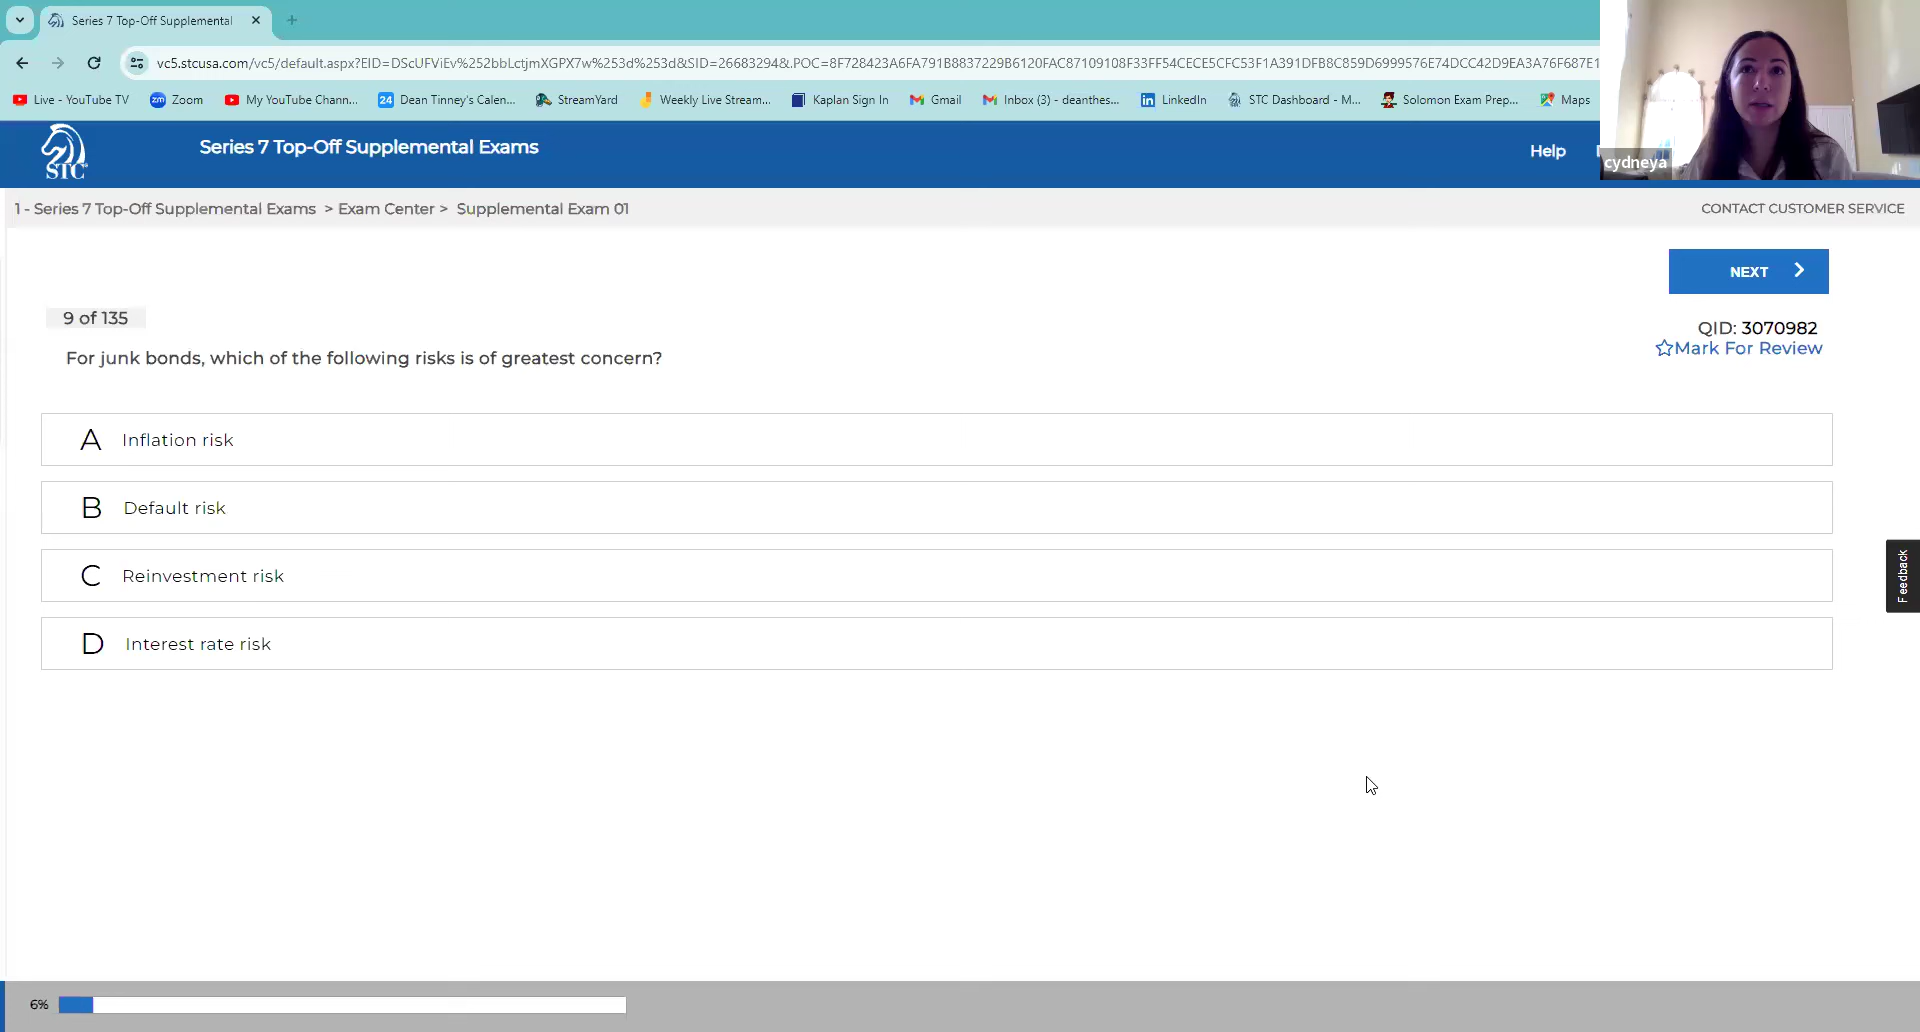 Series 7 Top-Off Supplemental
vc5.stcusa.com/vc5/default.aspx?EID=DScUFViEv%252bbLctjmXGPX7w%253d%253d&SID=26683294&.POC=8F728423A6FA791B8837229B6120FAC87109108F33FF54CECE5CFC53F1A391DFB8C859D6999576E74DCC42D9EA3A76F687E1
Live - YouTube TV zm Zoom My YouTube Chann... 24 Dean Tinney's Calen... StreamYard Weekly Live Stream... Kaplan Sign In Gmail Inbox (3) - deanthes... LinkedIn STC Dashboard - M... Solomon Exam Prep... Maps
cydneya
STC
Series 7 Top-Off Supplemental Exams
Help
1 - Series 7 Top-Off Supplemental Exams > Exam Center > Supplemental Exam 01
CONTACT CUSTOMER SERVICE
NEXT
9 of 135
QID: 3070982
Mark For Review
For junk bonds, which of the following risks is of greatest concern?
A Inflation risk
B Default risk
C Reinvestment risk
D Interest rate risk
Feedback
6%